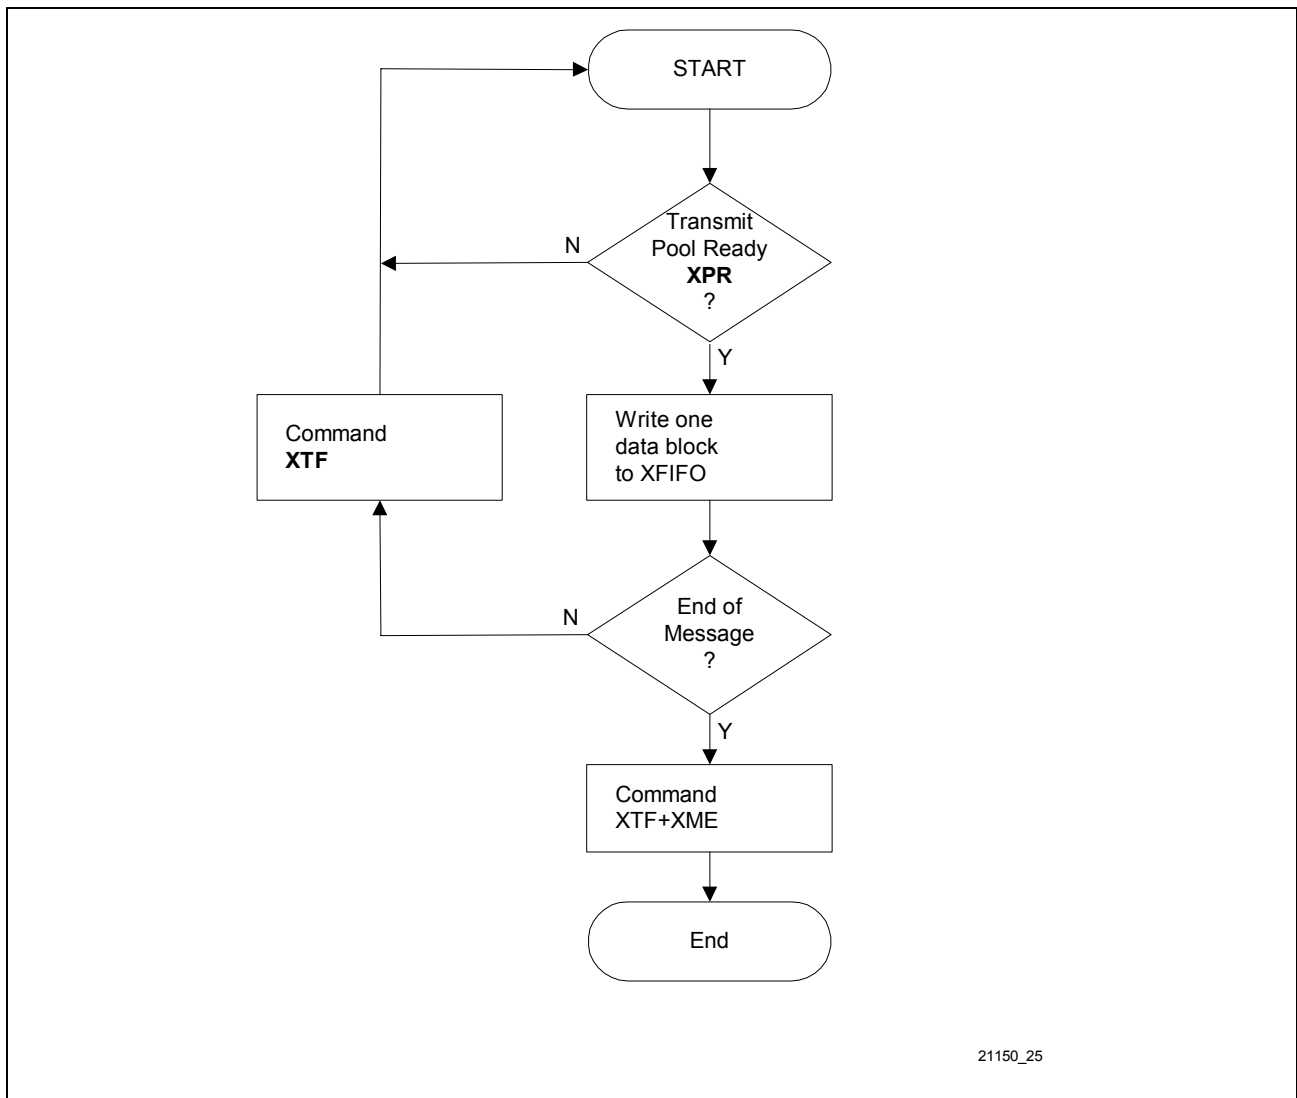 START
Transmit
Pool Ready
XPR
?
N
Y
Command
XTF
Write one
data block
to XFIFO
End of
Message
?
N
Y
Command
XTF+XME
End
21150_25